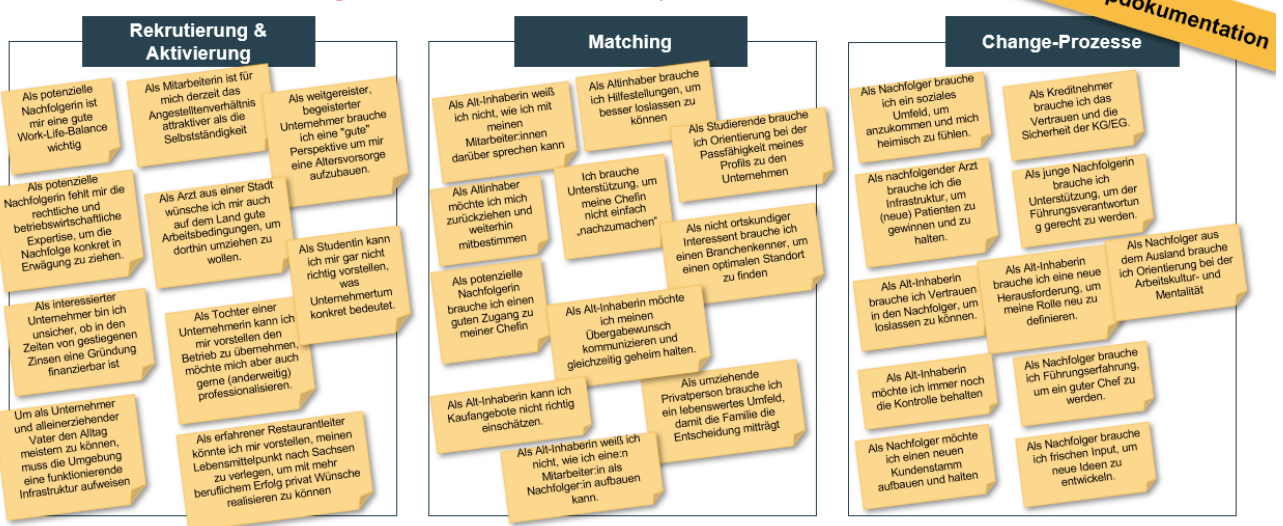 pdokumentation
Rekrutierung &
Aktivierung
Als potenzielle
Nachfolgerin ist
mir eine gute
Work-Life-Balance
wichtig
Als Mitarbeiterin ist für
mich derzeit das
Angestelltenverhältnis
attraktiver als die
Selbstständigkeit
Als weitgereister,
begeisterter
Unternehmer brauche
ich eine "gute"
Perspektive um mir
eine Altersvorsorge
aufzubauen.
Als potenzielle
Nachfolgerin fehlt mir die
rechtliche und
betriebswirtschaftliche
Expertise, um die
Nachfolge konkret in
Erwägung zu ziehen.
Als Arzt aus einer Stadt
wünsche ich mir auch
auf dem Land gute
Arbeitsbedingungen, um
dorthin umziehen zu
wollen.
Als Studentin kann
ich mir gar nicht
richtig vorstellen,
was
Unternehmertum
konkret bedeutet.
Als interessierter
Unternehmer bin ich
unsicher, ob in den
Zeiten von gestiegenen
Zinsen eine Gründung
finanzierbar ist
Als Tochter einer
Unternehmerin kann ich
mir vorstellen den
Betrieb zu übernehmen,
möchte mich aber auch
gerne (anderweitig)
professionalisieren.
Um als Unternehmer
und alleinerziehender
Vater den Alltag
meistern zu können,
muss die Umgebung
eine funktionierende
Infrastruktur aufweisen
Als erfahrener Restaurantleiter
könnte ich mir vorstellen, meinen
Lebensmittelpunkt nach Sachsen
zu verlegen, um mit mehr
beruflichem Erfolg privat Wünsche
realisieren zu können
Matching
Als Alt-Inhaberin weiß
ich nicht, wie ich mit
meinen
Mitarbeiter:innen
darüber sprechen kann
Als Altinhaber brauche
ich Hilfestellungen, um
besser loslassen zu
können
Als Studierende brauche
ich Orientierung bei der
Passfähigkeit meines
Profils zu den
Unternehmen
Als Altinhaber
möchte ich mich
zurückziehen und
weiterhin
mitbestimmen
Ich brauche
Unterstützung, um
meine Chefin
nicht einfach
„nachzumachen“
Als nicht ortskundiger
Interessent brauche ich
einen Branchenkenner, um
einen optimalen Standort
zu finden
Als potenzielle
Nachfolgerin
brauche ich einen
guten Zugang zu
meiner Chefin
Als Alt-Inhaberin möchte
ich meinen
Übergabewunsch
kommunizieren und
gleichzeitig geheim halten.
Als Alt-Inhaberin kann ich
Kaufangebote nicht richtig
einschätzen.
Als umziehende
Privatperson brauche ich
ein lebenswertes Umfeld,
damit die Familie die
Entscheidung mitträgt
Als Alt-Inhaberin weiß ich
nicht, wie ich eine:n
Mitarbeiter:in als
Nachfolger:in aufbauen
kann.
Change-Prozesse
Als Nachfolger brauche
ich ein soziales
Umfeld, um
anzukommen und mich
heimisch zu fühlen.
Als Kreditnehmer
brauche ich das
Vertrauen und die
Sicherheit der KG/EG.
Als nachfolgender Arzt
brauche ich die
Infrastruktur, um
(neue) Patienten zu
gewinnen und zu
halten.
Als junge Nachfolgerin
brauche ich
Unterstützung, um der
Führungsverantwortun
g gerecht zu werden.
Als Alt-Inhaberin
brauche ich Vertrauen
in den Nachfolger, um
loslassen zu können.
Als Alt-Inhaberin
brauche ich eine neue
Herausforderung, um
meine Rolle neu zu
definieren.
Als Nachfolger aus
dem Ausland brauche
ich Orientierung bei der
Arbeitskultur- und
Mentalität
Als Alt-Inhaberin
möchte ich immer noch
die Kontrolle behalten
Als Nachfolger brauche
ich Führungserfahrung,
um ein guter Chef zu
werden.
Als Nachfolger möchte
ich einen neuen
Kundenstamm
aufbauen und halten
Als Nachfolger brauche
ich frischen Input, um
neue Ideen zu
entwickeln.